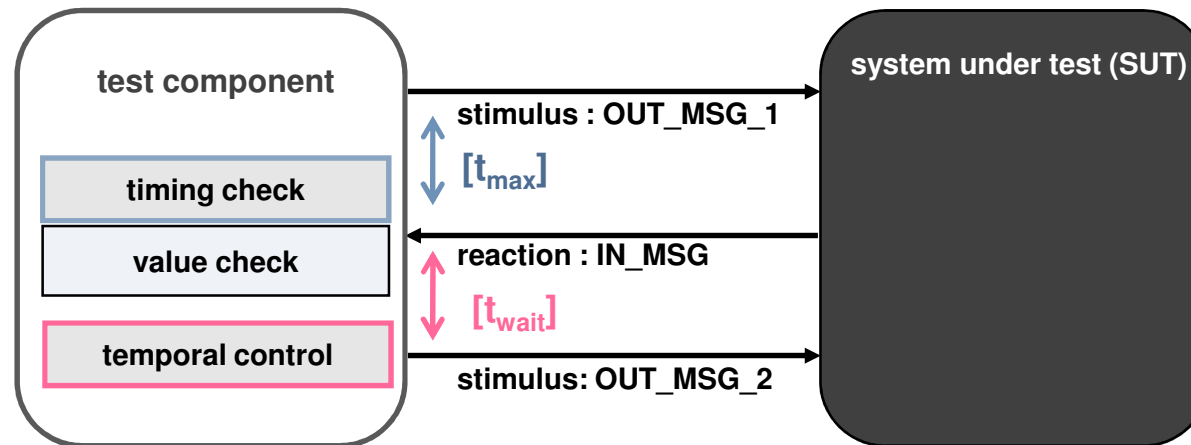 test component
system under test (SUT)
stimulus : OUT_MSG_1
[tmax]
timing check
value check
reaction : IN_MSG
[twait]
temporal control
stimulus: OUT_MSG_2